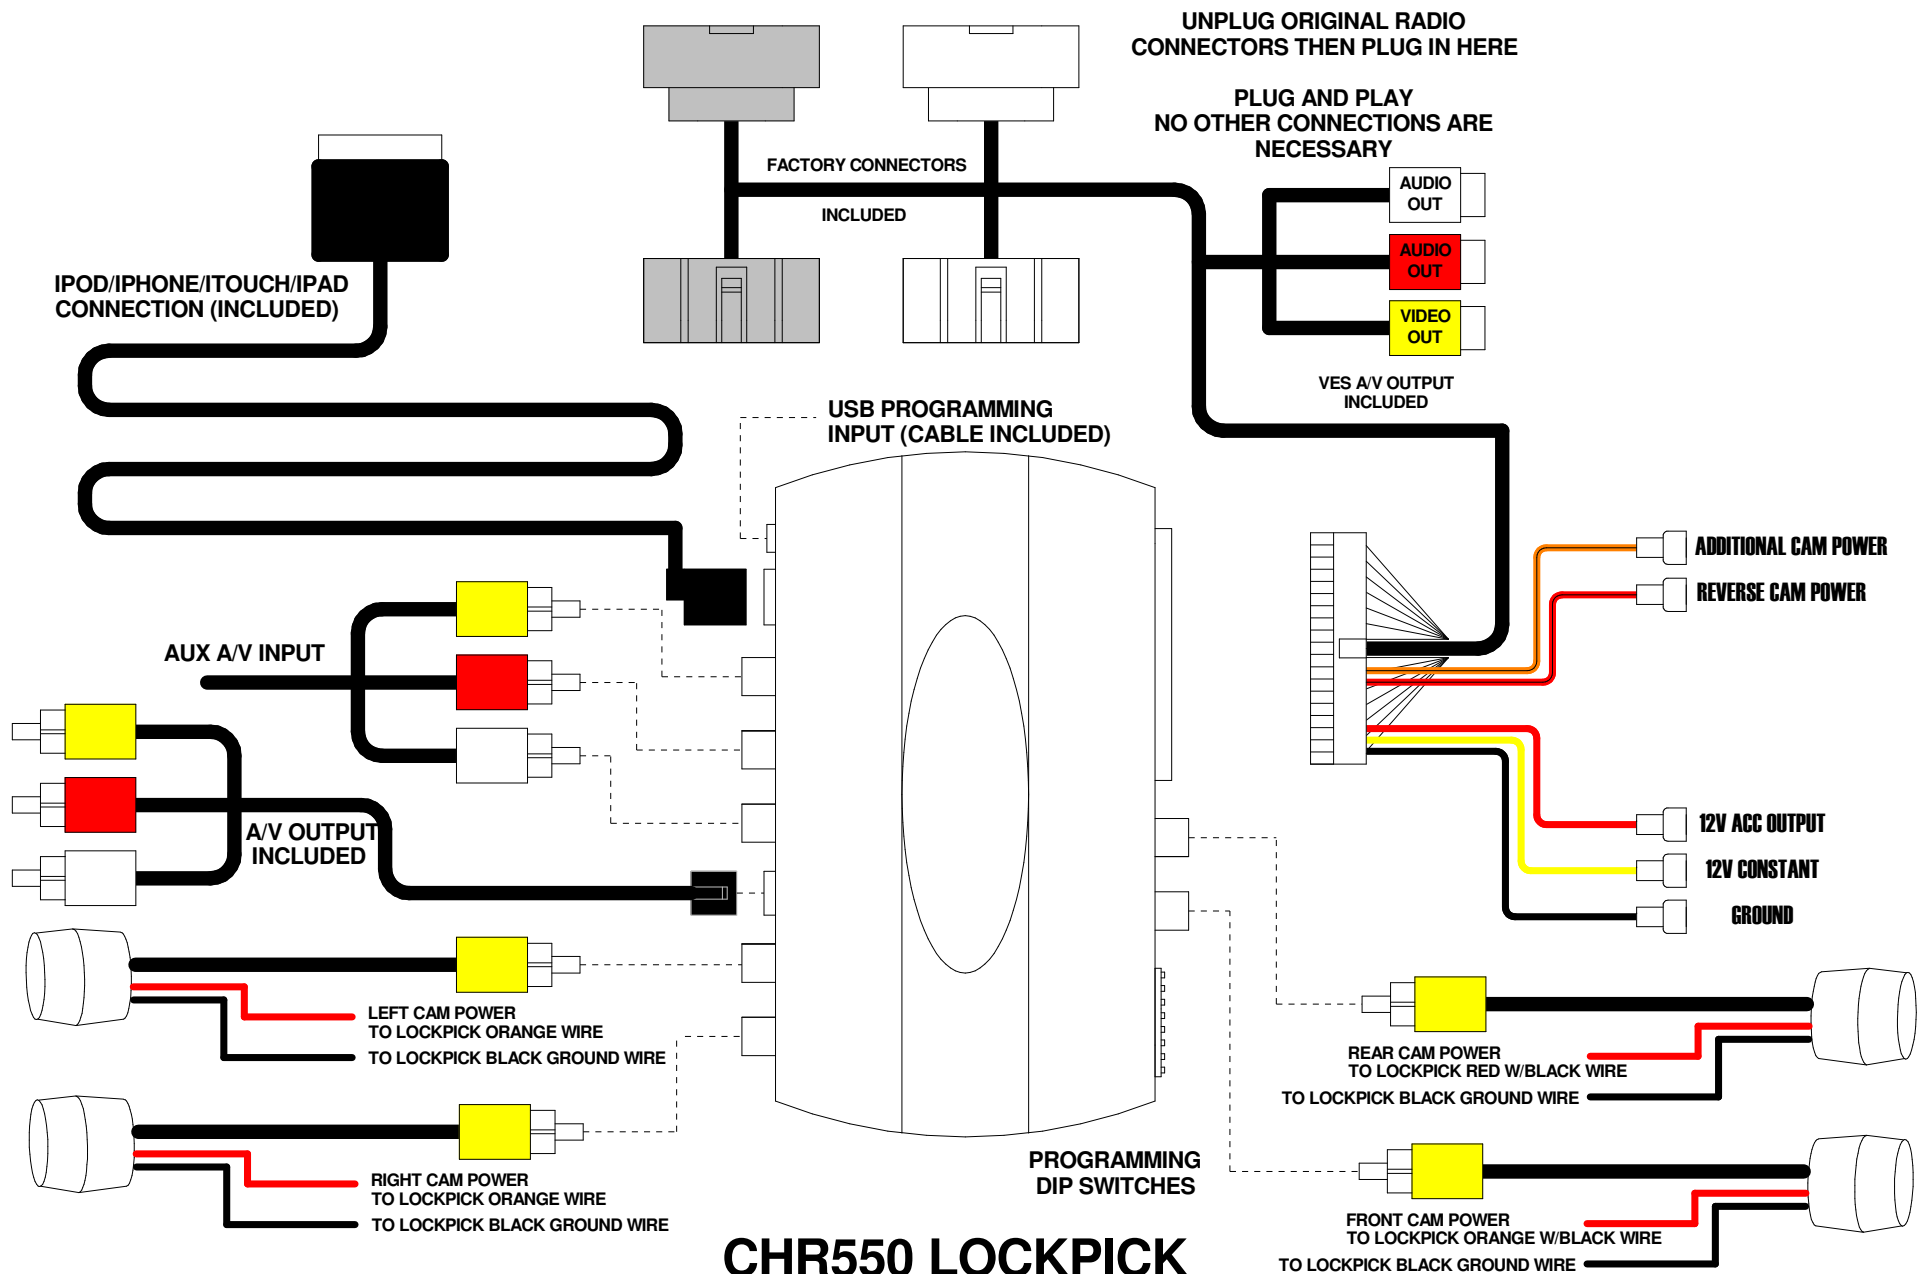 UNPLUG ORIGINAL RADIO
CONNECTORS THEN PLUG IN HERE
PLUG AND PLAY
NO OTHER CONNECTIONS ARE
NECESSARY
FACTORY CONNECTORS
INCLUDED
AUDIO
OUT
AUDIO
OUT
VIDEO
OUT
VES A/V OUTPUT
INCLUDED
IPOD/IPHONE/ITOUCH/IPAD
CONNECTION (INCLUDED)
USB PROGRAMMING
INPUT (CABLE INCLUDED)
ADDITIONAL CAM POWER
REVERSE CAM POWER
AUX A/V INPUT
A/V OUTPUT
INCLUDED
12V ACC OUTPUT
12V CONSTANT
GROUND
LEFT CAM POWER
TO LOCKPICK ORANGE WIRE
TO LOCKPICK BLACK GROUND WIRE
REAR CAM POWER
TO LOCKPICK RED W/BLACK WIRE
TO LOCKPICK BLACK GROUND WIRE
RIGHT CAM POWER
TO LOCKPICK ORANGE WIRE
TO LOCKPICK BLACK GROUND WIRE
PROGRAMMING
DIP SWITCHES
FRONT CAM POWER
TO LOCKPICK ORANGE W/BLACK WIRE
TO LOCKPICK BLACK GROUND WIRE
CHR550 LOCKPICK